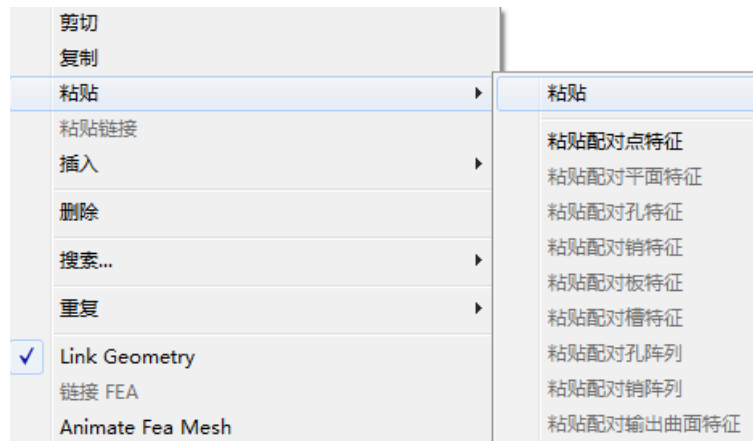 剪切
复制
粘贴
粘贴链接
插入
删除
搜索...
重复
Link Geometry
链接 FEA
Animate Fea Mesh
粘贴
粘贴配对点特征
粘贴配对平面特征
粘贴配对孔特征
粘贴配对销特征
粘贴配对板特征
粘贴配对槽特征
粘贴配对孔阵列
粘贴配对销阵列
粘贴配对输出曲面特征